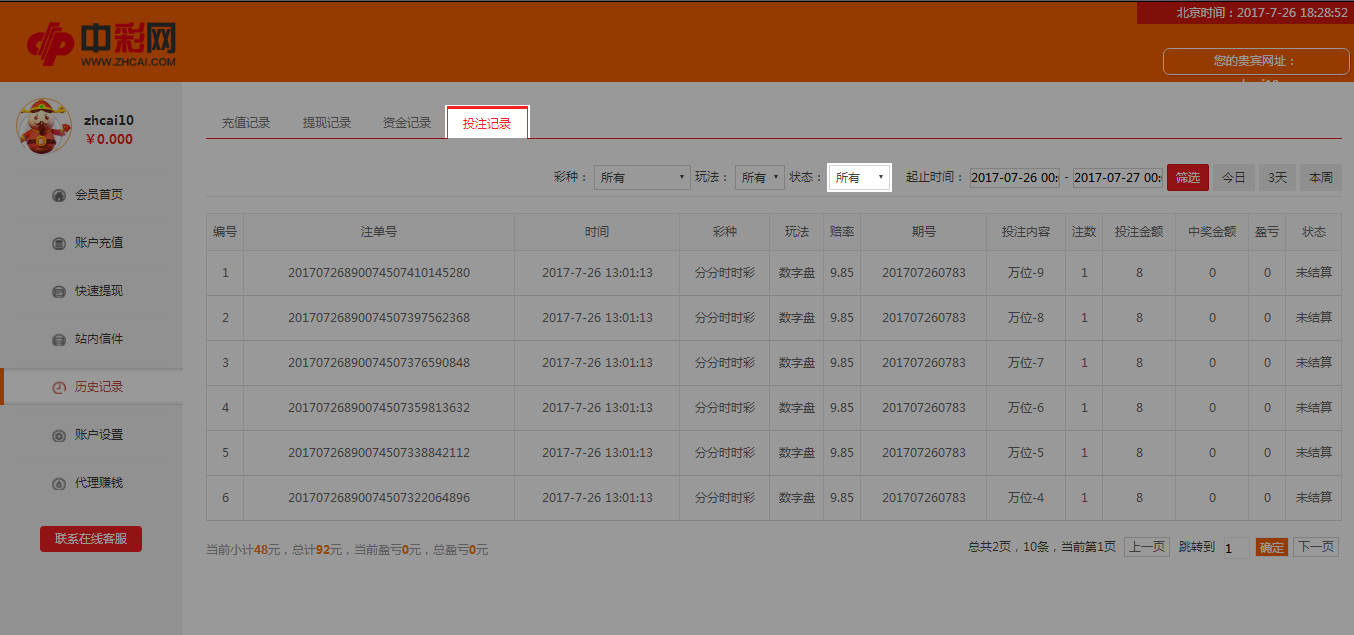 北京时间：2017-7-26 18:28:52
中彩网
WWW.ZHCAI.COM
您的贵宾网址：
zhcai10
￥0.000
会员首页
账户充值
快速提现
站内信件
历史记录
账户设置
代理赚钱
联系在线客服
充值记录 提现记录 资金记录 投注记录
彩种： 所有 玩法： 所有 状态： 所有 起止时间： 2017-07-26 00: - 2017-07-27 00: 筛选 今日 3天 本周
编号 注单号 时间 彩种 玩法 赔率 期号 投注内容 注数 投注金额 中奖金额 盈亏 状态
1 20170726890074507410145280 2017-7-26 13:01:13 分分时时彩 数字盘 9.85 201707260783 万位-9 1 8 0 0 未结算
2 20170726890074507397562368 2017-7-26 13:01:13 分分时时彩 数字盘 9.85 201707260783 万位-8 1 8 0 0 未结算
3 20170726890074507376590848 2017-7-26 13:01:13 分分时时彩 数字盘 9.85 201707260783 万位-7 1 8 0 0 未结算
4 20170726890074507359813632 2017-7-26 13:01:13 分分时时彩 数字盘 9.85 201707260783 万位-6 1 8 0 0 未结算
5 20170726890074507338842112 2017-7-26 13:01:13 分分时时彩 数字盘 9.85 201707260783 万位-5 1 8 0 0 未结算
6 20170726890074507322064896 2017-7-26 13:01:13 分分时时彩 数字盘 9.85 201707260783 万位-4 1 8 0 0 未结算
当前小计48元，总计92元，当前盈亏0元，总盈亏0元
总共2页，10条，当前第1页 上一页 跳转到 1 确定 下一页